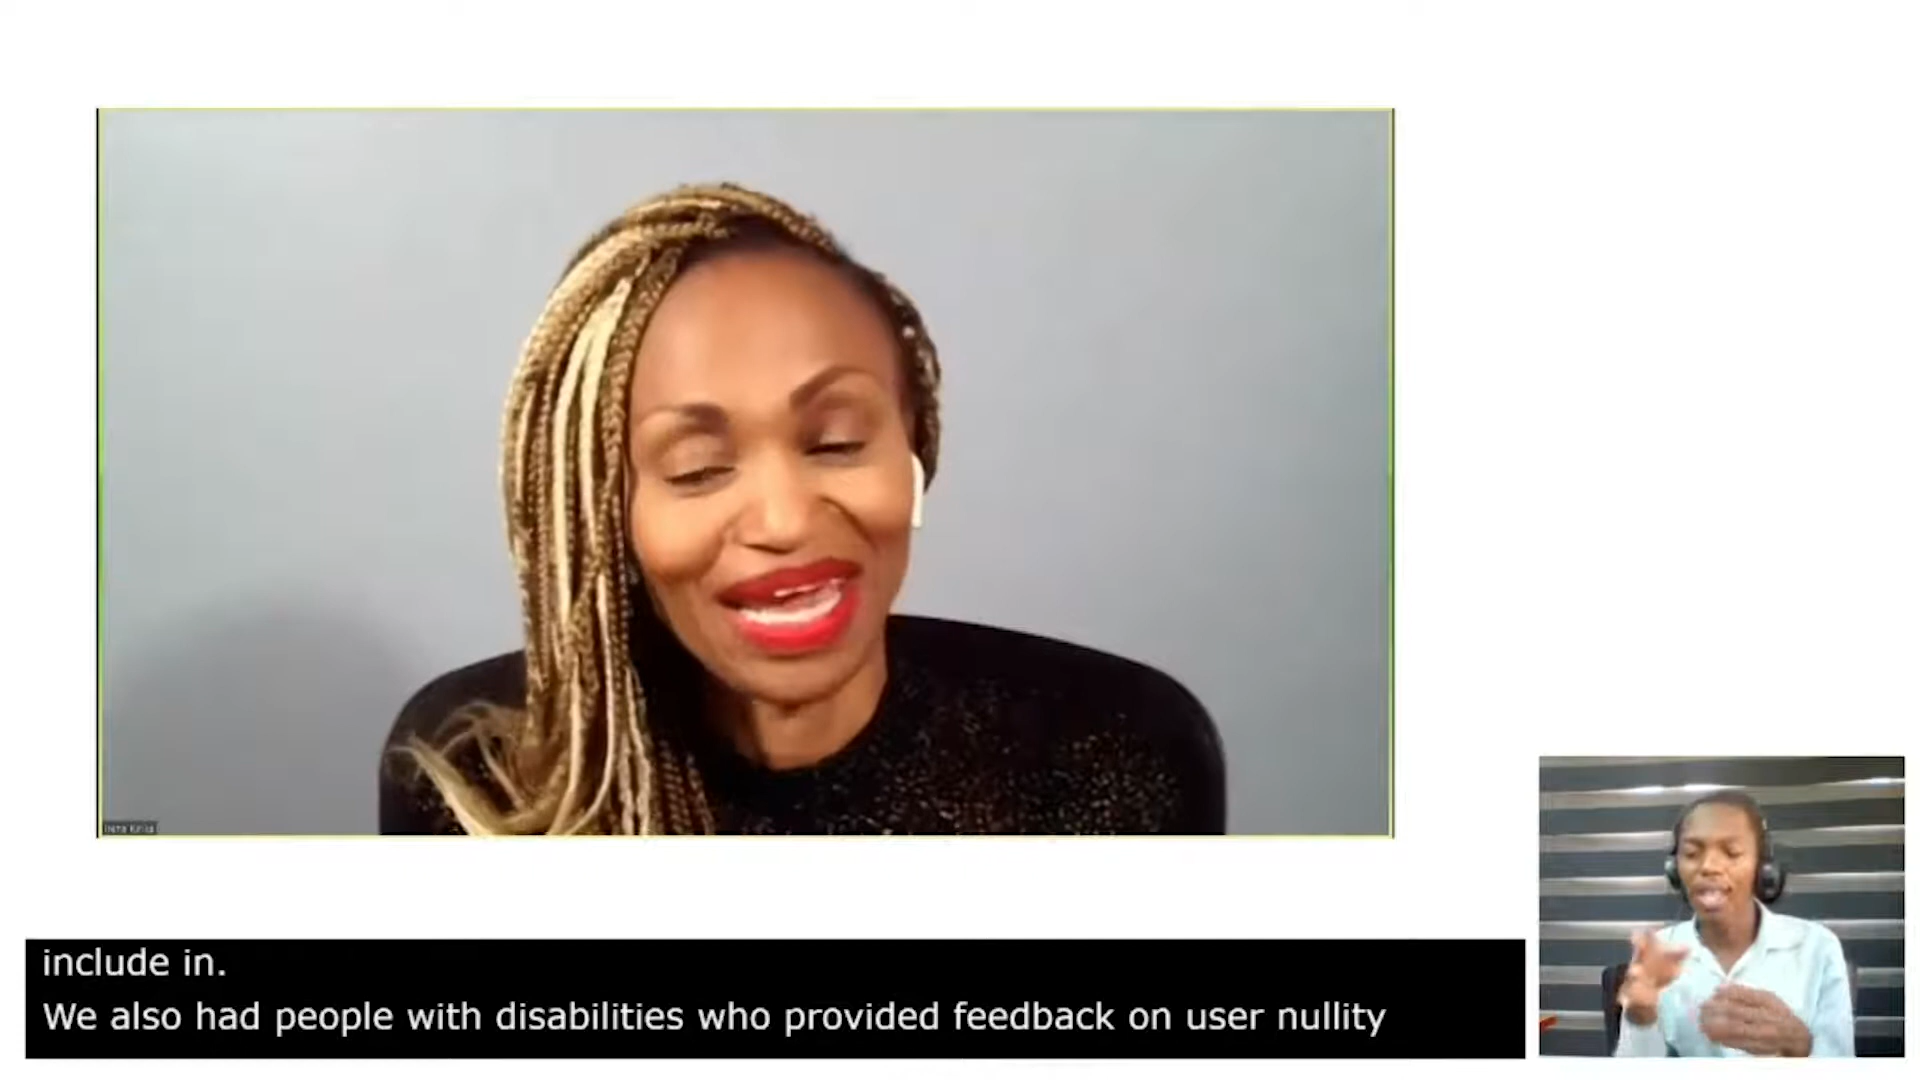 include in.
We also had people with disabilities who provided feedback on user nullity